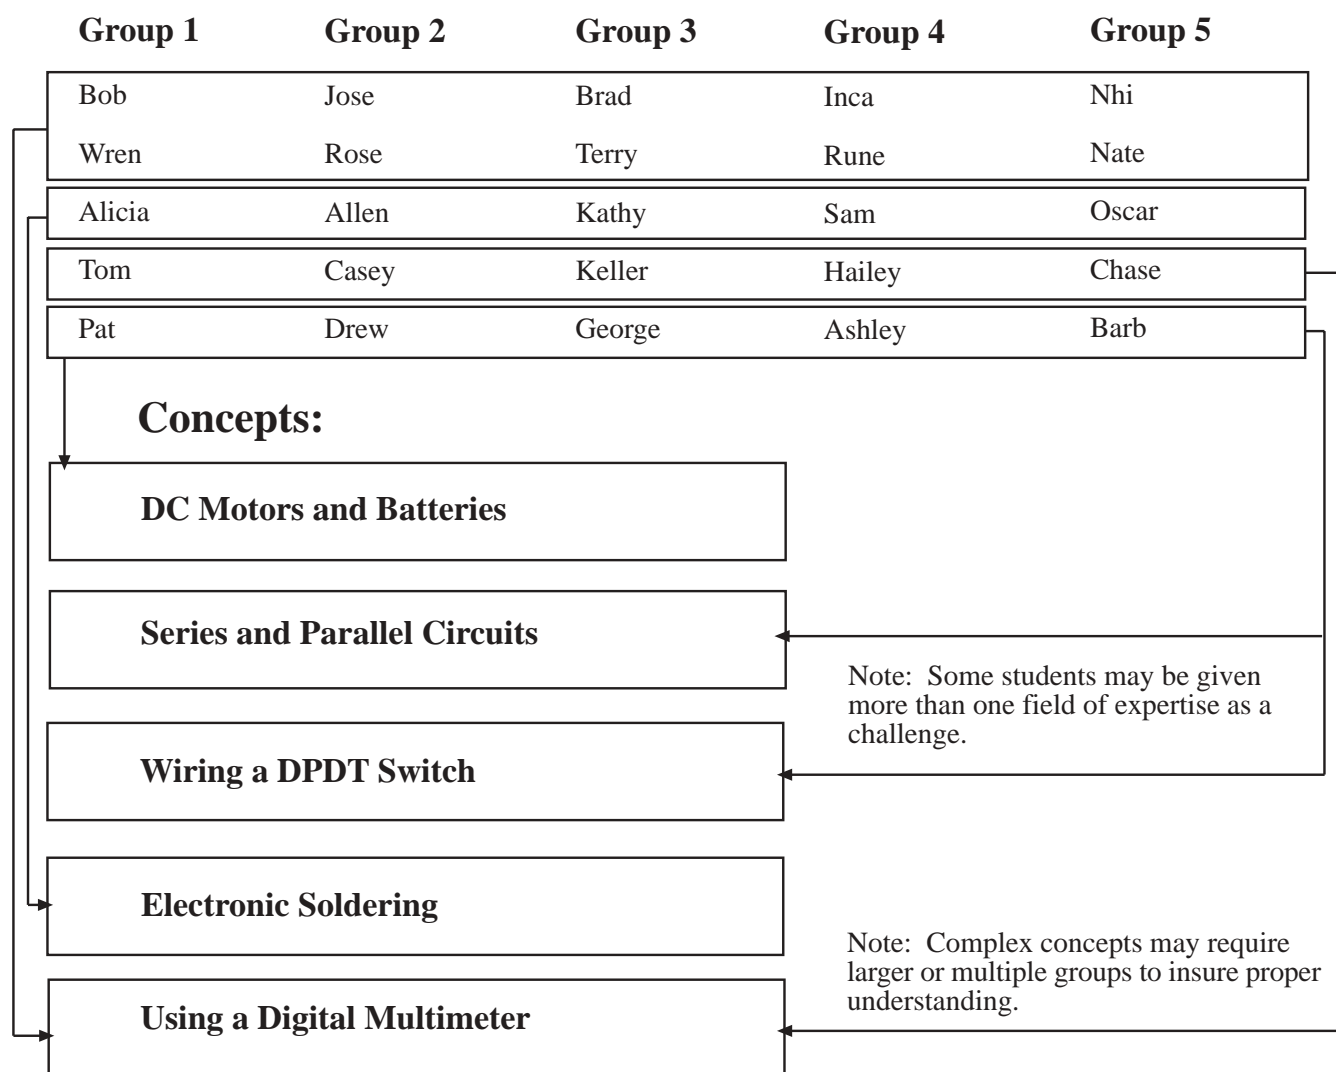 Group 1 Group 2 Group 3 Group 4 Group 5
Bob Jose Brad Inca Nhi
Wren Rose Terry Rune Nate
Alicia Allen Kathy Sam Oscar
Tom Casey Keller Hailey Chase
Pat Drew George Ashley Barb
Concepts:
DC Motors and Batteries
Series and Parallel Circuits
Note: Some students may be given
more than one field of expertise as a
challenge.
Wiring a DPDT Switch
Electronic Soldering
Note: Complex concepts may require
larger or multiple groups to insure proper
understanding.
Using a Digital Multimeter